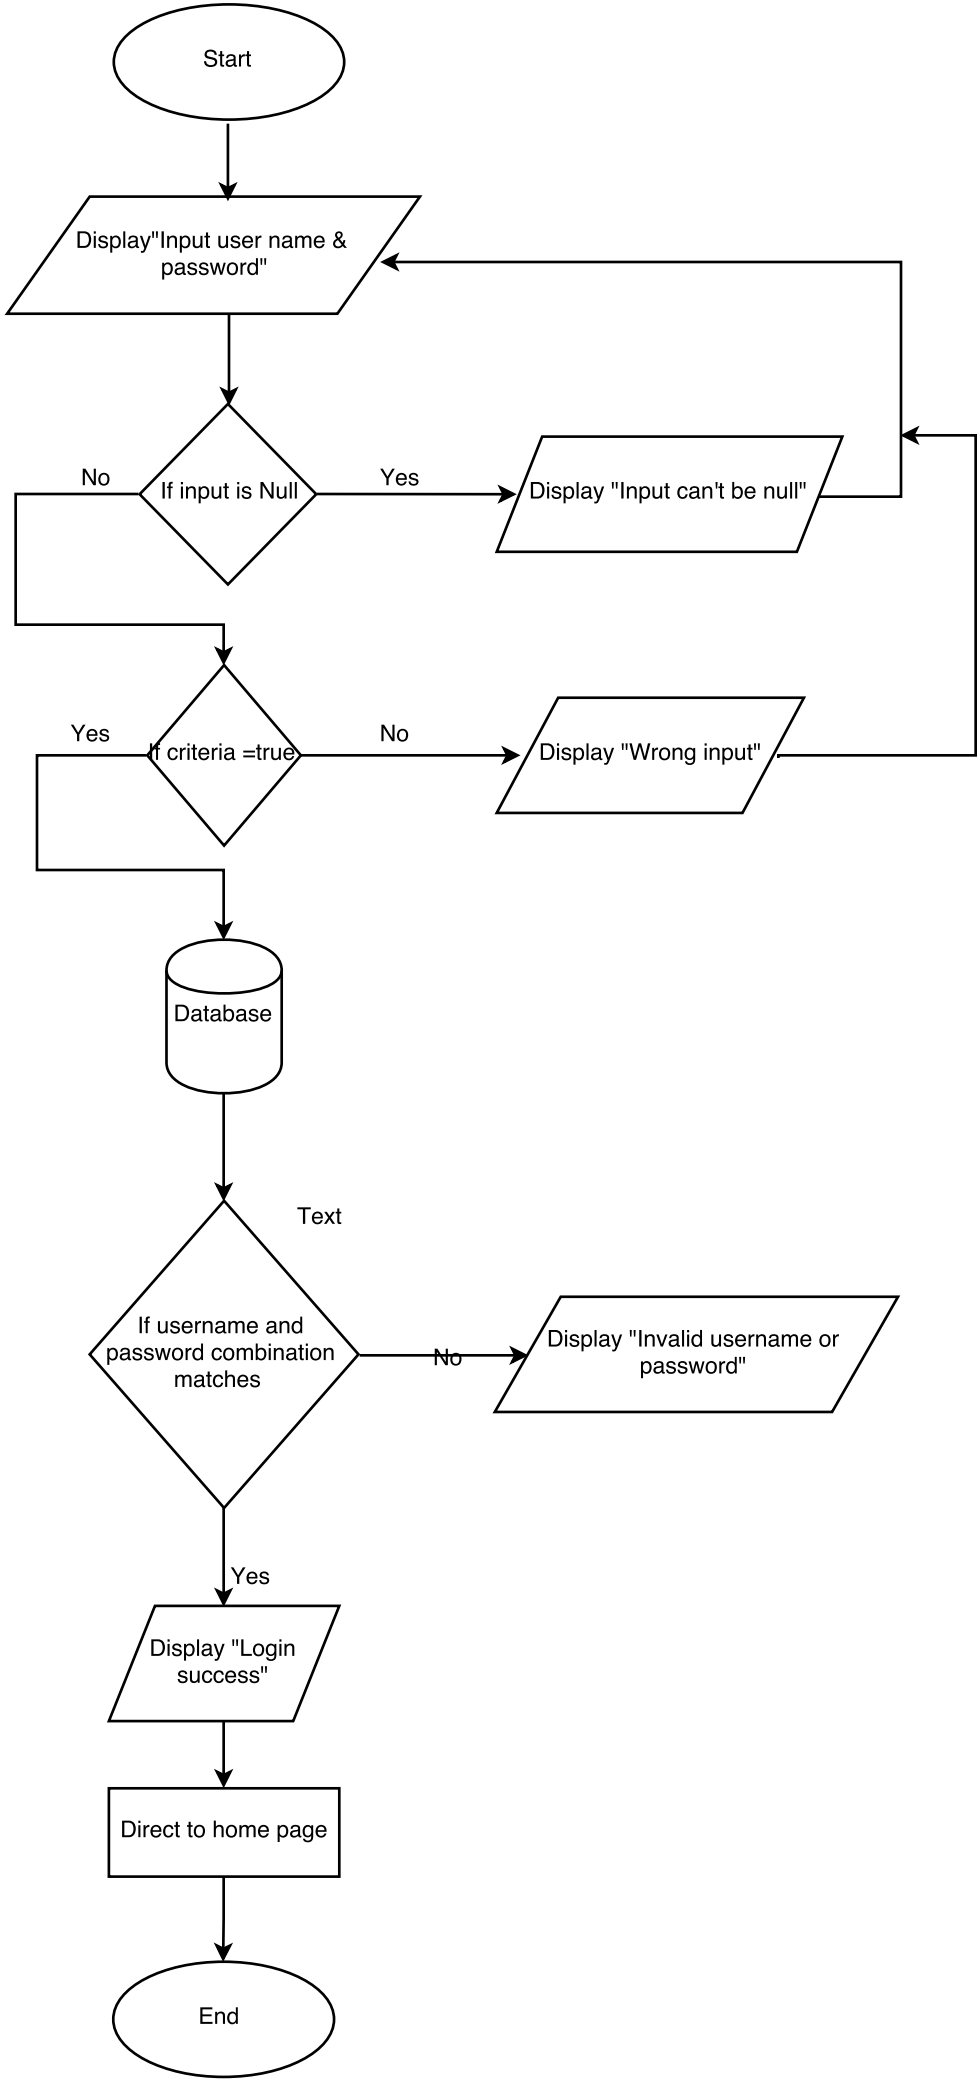 Start
Display"Input user name &
password"
No
If input is Null
Yes
Display "Input can't be null"
Yes
If criteria =true
No
Display "Wrong input"
Database
Text
If username and
password combination
matches
No
Display "Invalid username or
password"
Yes
Display "Login
success"
Direct to home page
End